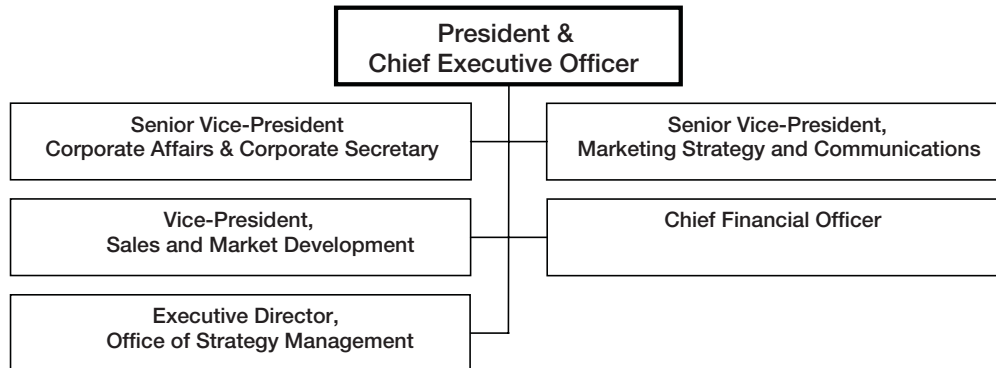 President &
Chief Executive Officer
Senior Vice-President
Corporate Affairs & Corporate Secretary
Senior Vice-President,
Marketing Strategy and Communications
Vice-President,
Sales and Market Development
Chief Financial Officer
Executive Director,
Office of Strategy Management